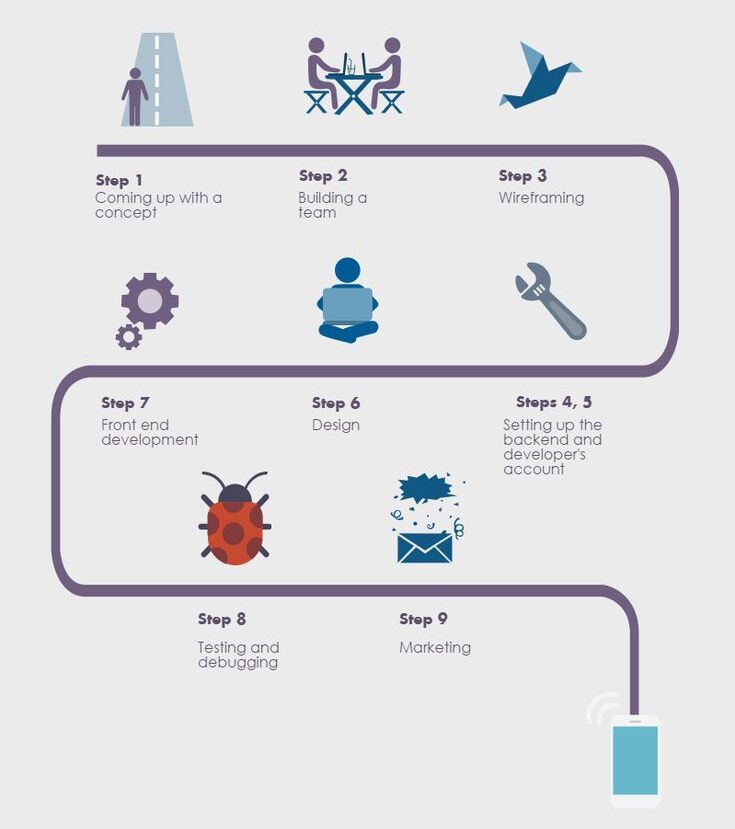 Step 1
Coming up with a
concept
Step 2
Building a
team
Step 3
Wireframing
Steps 4, 5
Setting up the
backend and
developer's
account
Step 6
Design
Step 7
Front end
development
Step 8
Testing and
debugging
Step 9
Marketing